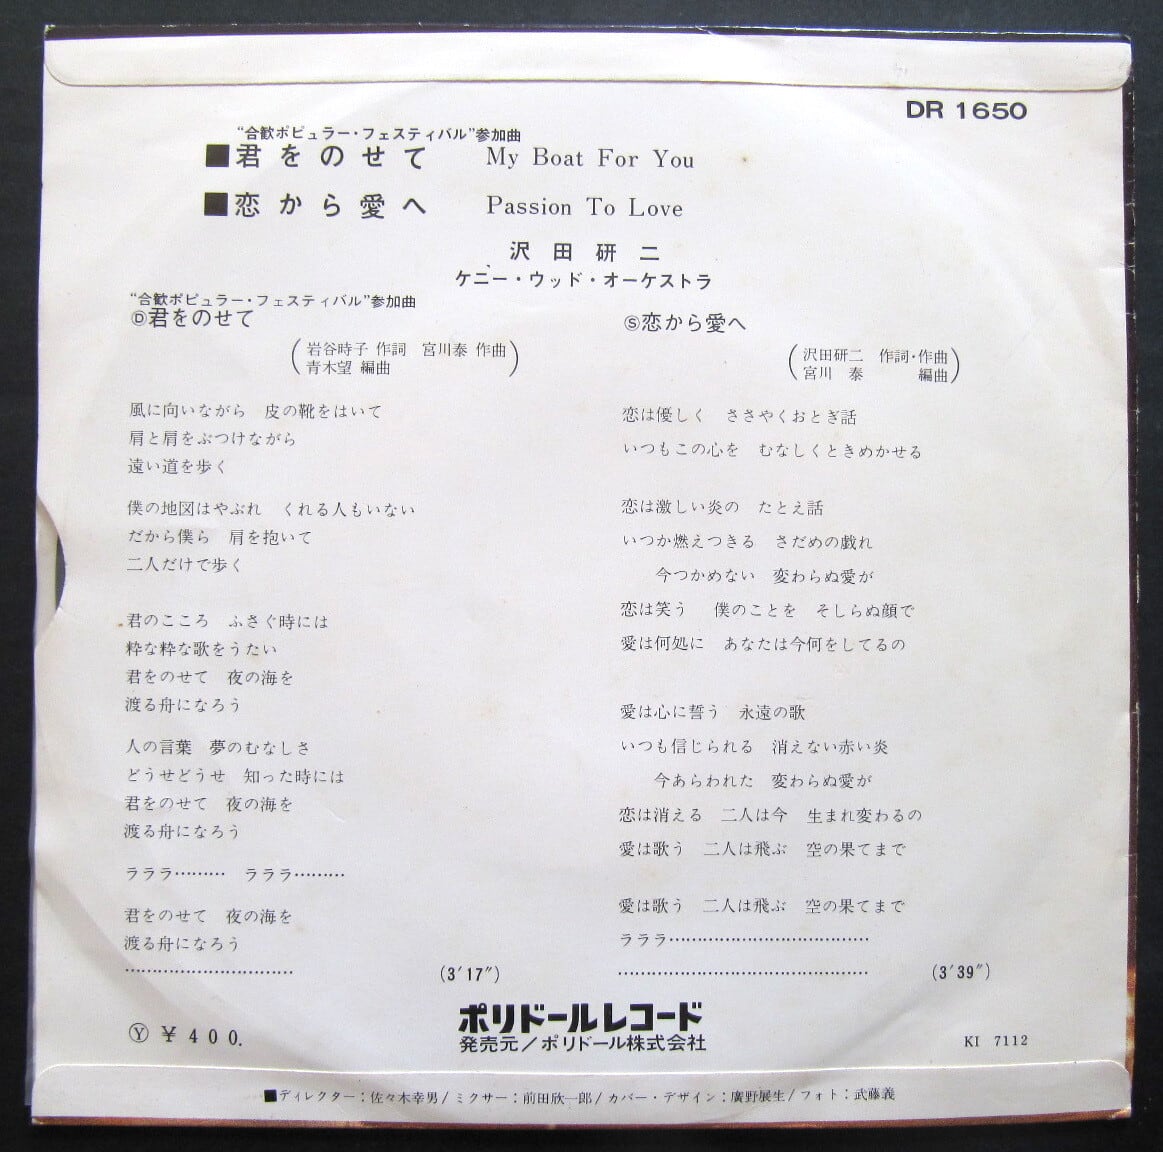 DR 1650
“合歓ポピュラー・フェスティバル”参加曲
■君をのせて My Boat For You
■恋から愛へ Passion To Love
沢田研二
ケニー・ウッド・オーケストラ
“合歓ポピュラー・フェスティバル”参加曲
Ⓓ君をのせて
(岩谷時子 作詞 宮川泰 作曲
青木望 編曲)
風に向いながら 皮の靴をはいて
肩と肩をぶつけながら
遠い道を歩く
僕の地図はやぶれ くれる人もいない
だから僕ら 肩を抱いて
二人だけで歩く
君のこころ ふさぐ時には
粋な粋な歌をうたい
君をのせて 夜の海を
渡る舟になろう
人の言葉 夢のむなしさ
どうせどうせ 知った時には
君をのせて 夜の海を
渡る舟になろう
ラララ……… ラララ………
君をのせて 夜の海を
渡る舟になろう
…………………………
(3′17″)
Ⓢ恋から愛へ
(沢田研二 作詞・作曲
宮川 泰 編曲)
恋は優しく ささやくおとぎ話
いつもこの心を むなしくときめかせる
恋は激しい炎の たとえ話
いつか燃えつきる さだめの戯れ
今つかめない 変わらぬ愛が
恋は笑う 僕のことを そしらぬ顔で
愛は何処に あなたは今何をしてるの
愛は心に誓う 永遠の歌
いつも信じられる 消えない赤い炎
今あらわれた 変わらぬ愛が
恋は消える 二人は今 生まれ変わるの
愛は歌う 二人は飛ぶ 空の果てまで
愛は歌う 二人は飛ぶ 空の果てまで
ラララ………………………………
………………………………………
(3′39″)
Ⓨ ¥400.
ポリドールレコード
発売元/ポリドール株式会社
KI 7112
■ディレクター:佐々木幸男/ミクサー:前田欣一郎/カバー・デザイン:廣野展生/フォト:武藤義